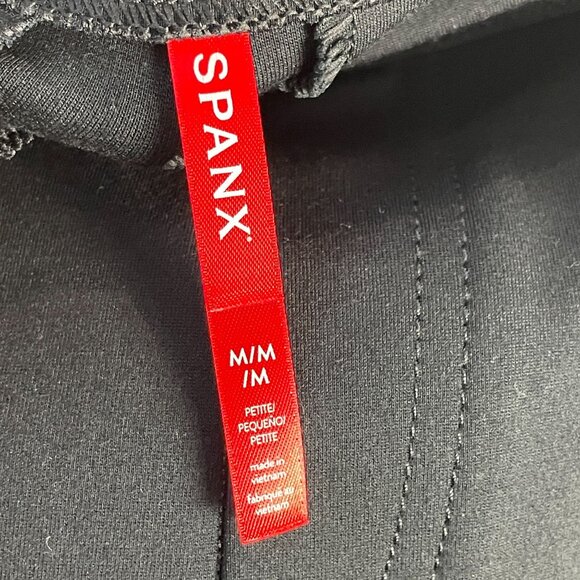 SPANX
M/M
/M
PETITE/
PEQUEÑO/
PETITE
made in
vietnam
fabriqué au
vietnam